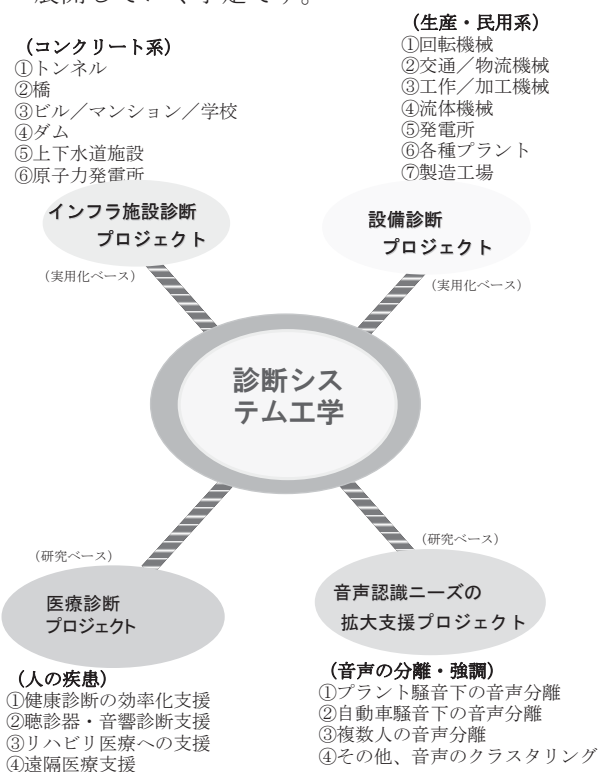 展開していく予定です。
(コンクリート系)
①トンネル
②橋
③ビル／マンション／学校
④ダム
⑤上下水道施設
⑥原子力発電所
(生産・民用系)
①回転機械
②交通／物流機械
③工作／加工機械
④流体機械
⑤発電所
⑥各種プラント
⑦製造工場
インフラ施設診断
プロジェクト
(実用化ベース)
設備診断
プロジェクト
(実用化ベース)
診断シス
テム工学
(研究ベース)
医療診断
プロジェクト
(人の疾患)
①健康診断の効率化支援
②聴診器・音響診断支援
③リハビリ医療への支援
④遠隔医療支援
(研究ベース)
音声認識ニーズの
拡大支援プロジェクト
(音声の分離・強調)
①プラント騒音下の音声分離
②自動車騒音下の音声分離
③複数人の音声分離
④その他、音声のクラスタリング